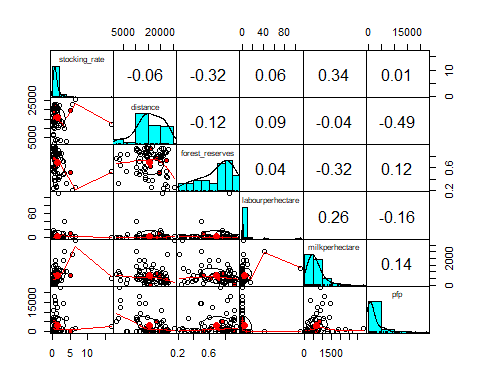 5000 20000 0 40 80 0 15000
stocking_rate -0.06 -0.32 0.06 0.34 0.01 0 10
5000 25000 distance -0.12 0.09 -0.04 -0.49
forest_reserves 0.04 -0.32 0.12 0.2 0.6
0 60 labourperhectare 0.26 -0.16
milkperhectare 0.14 0 2000
0 15000 pfp
0 5 10 0.2 0.6 0 1500